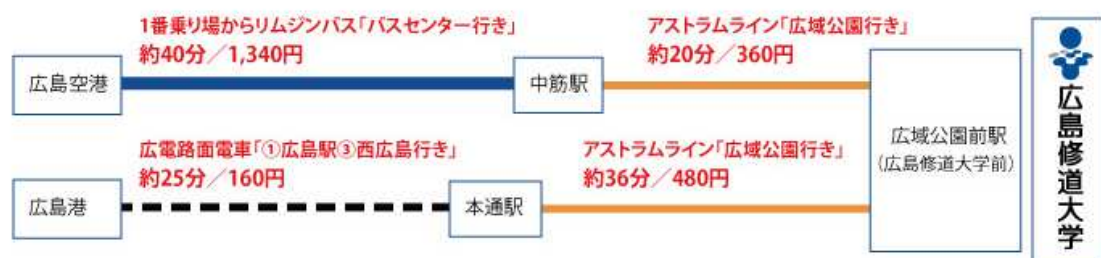 1番乗り場からリムジンバス「バスセンター行き」
約40分／1,340円
アストラムライン「広域公園行き」
約20分／360円
広島空港
中筋駅
広電路面電車「①広島駅③西広島行き」
約25分／160円
アストラムライン「広域公園行き」
約36分／480円
広島港
本通駅
広域公園前駅
（広島修道大学前）
広島修道大学